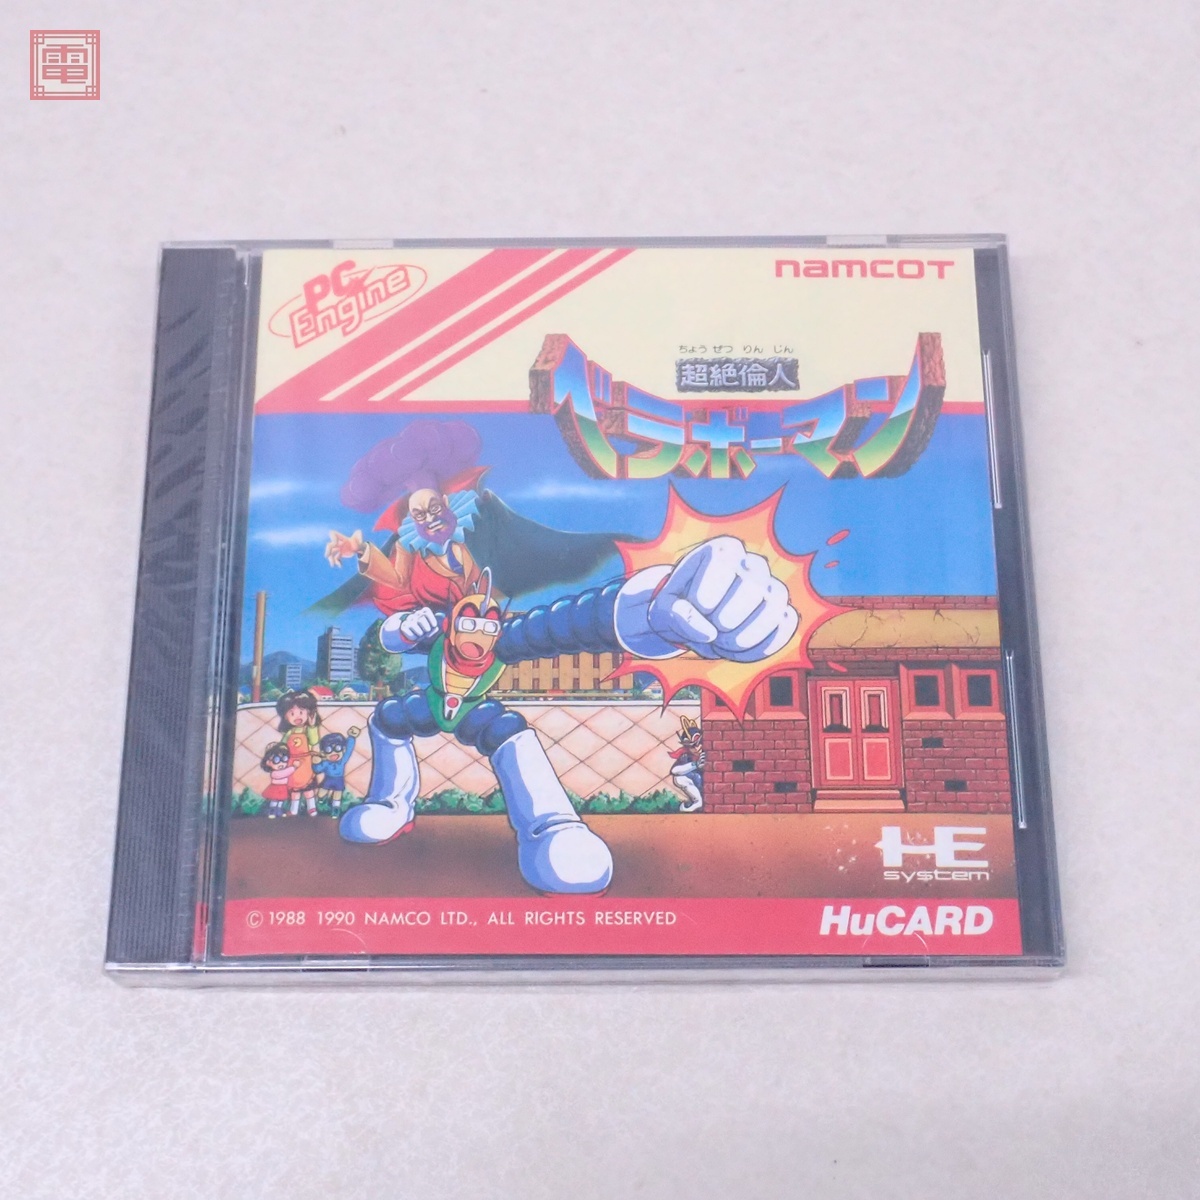 電
PC Engine
namcoT
ちょう ぜつ りん じん
超絶倫人
ベラボーマン
HE
system
© 1988 1990 NAMCO LTD., ALL RIGHTS RESERVED
HuCARD